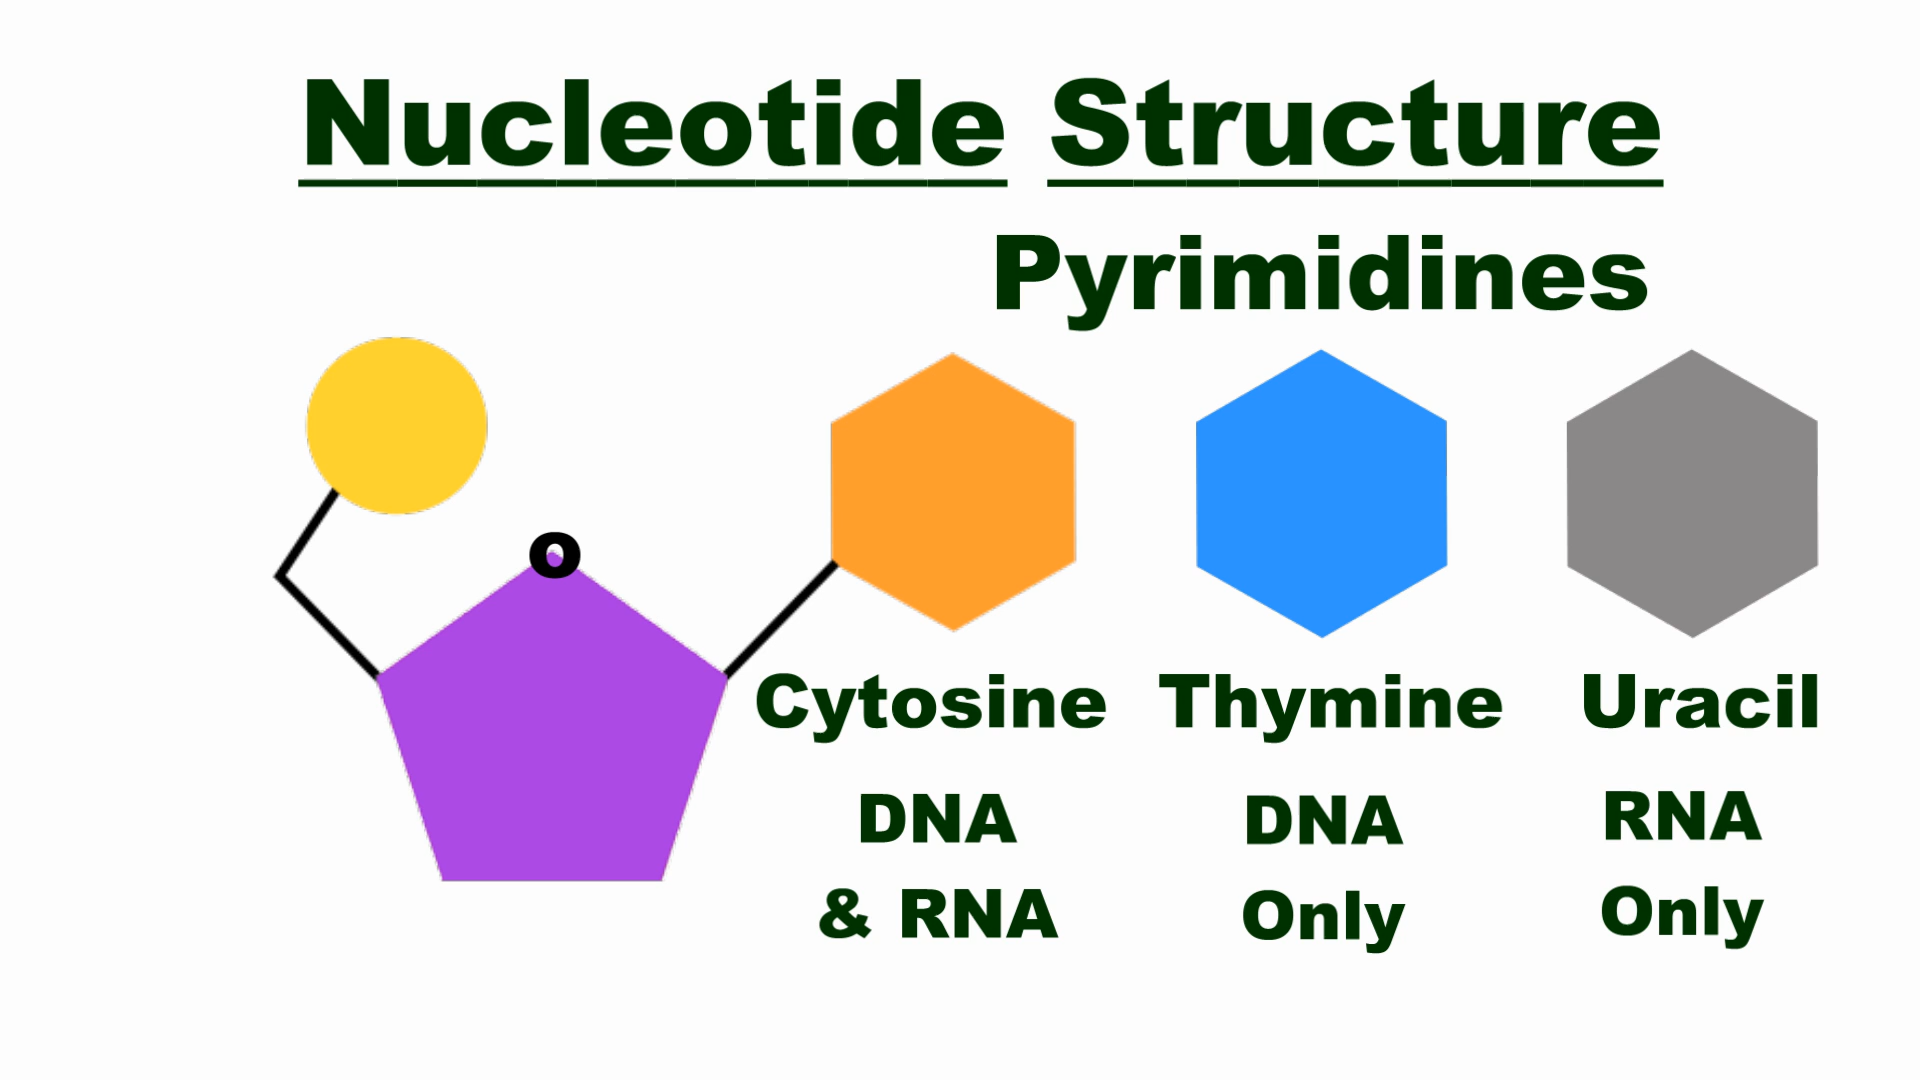 Nucleotide Structure
Pyrimidines
O
Cytosine Thymine Uracil
DNA DNA RNA
& RNA Only Only